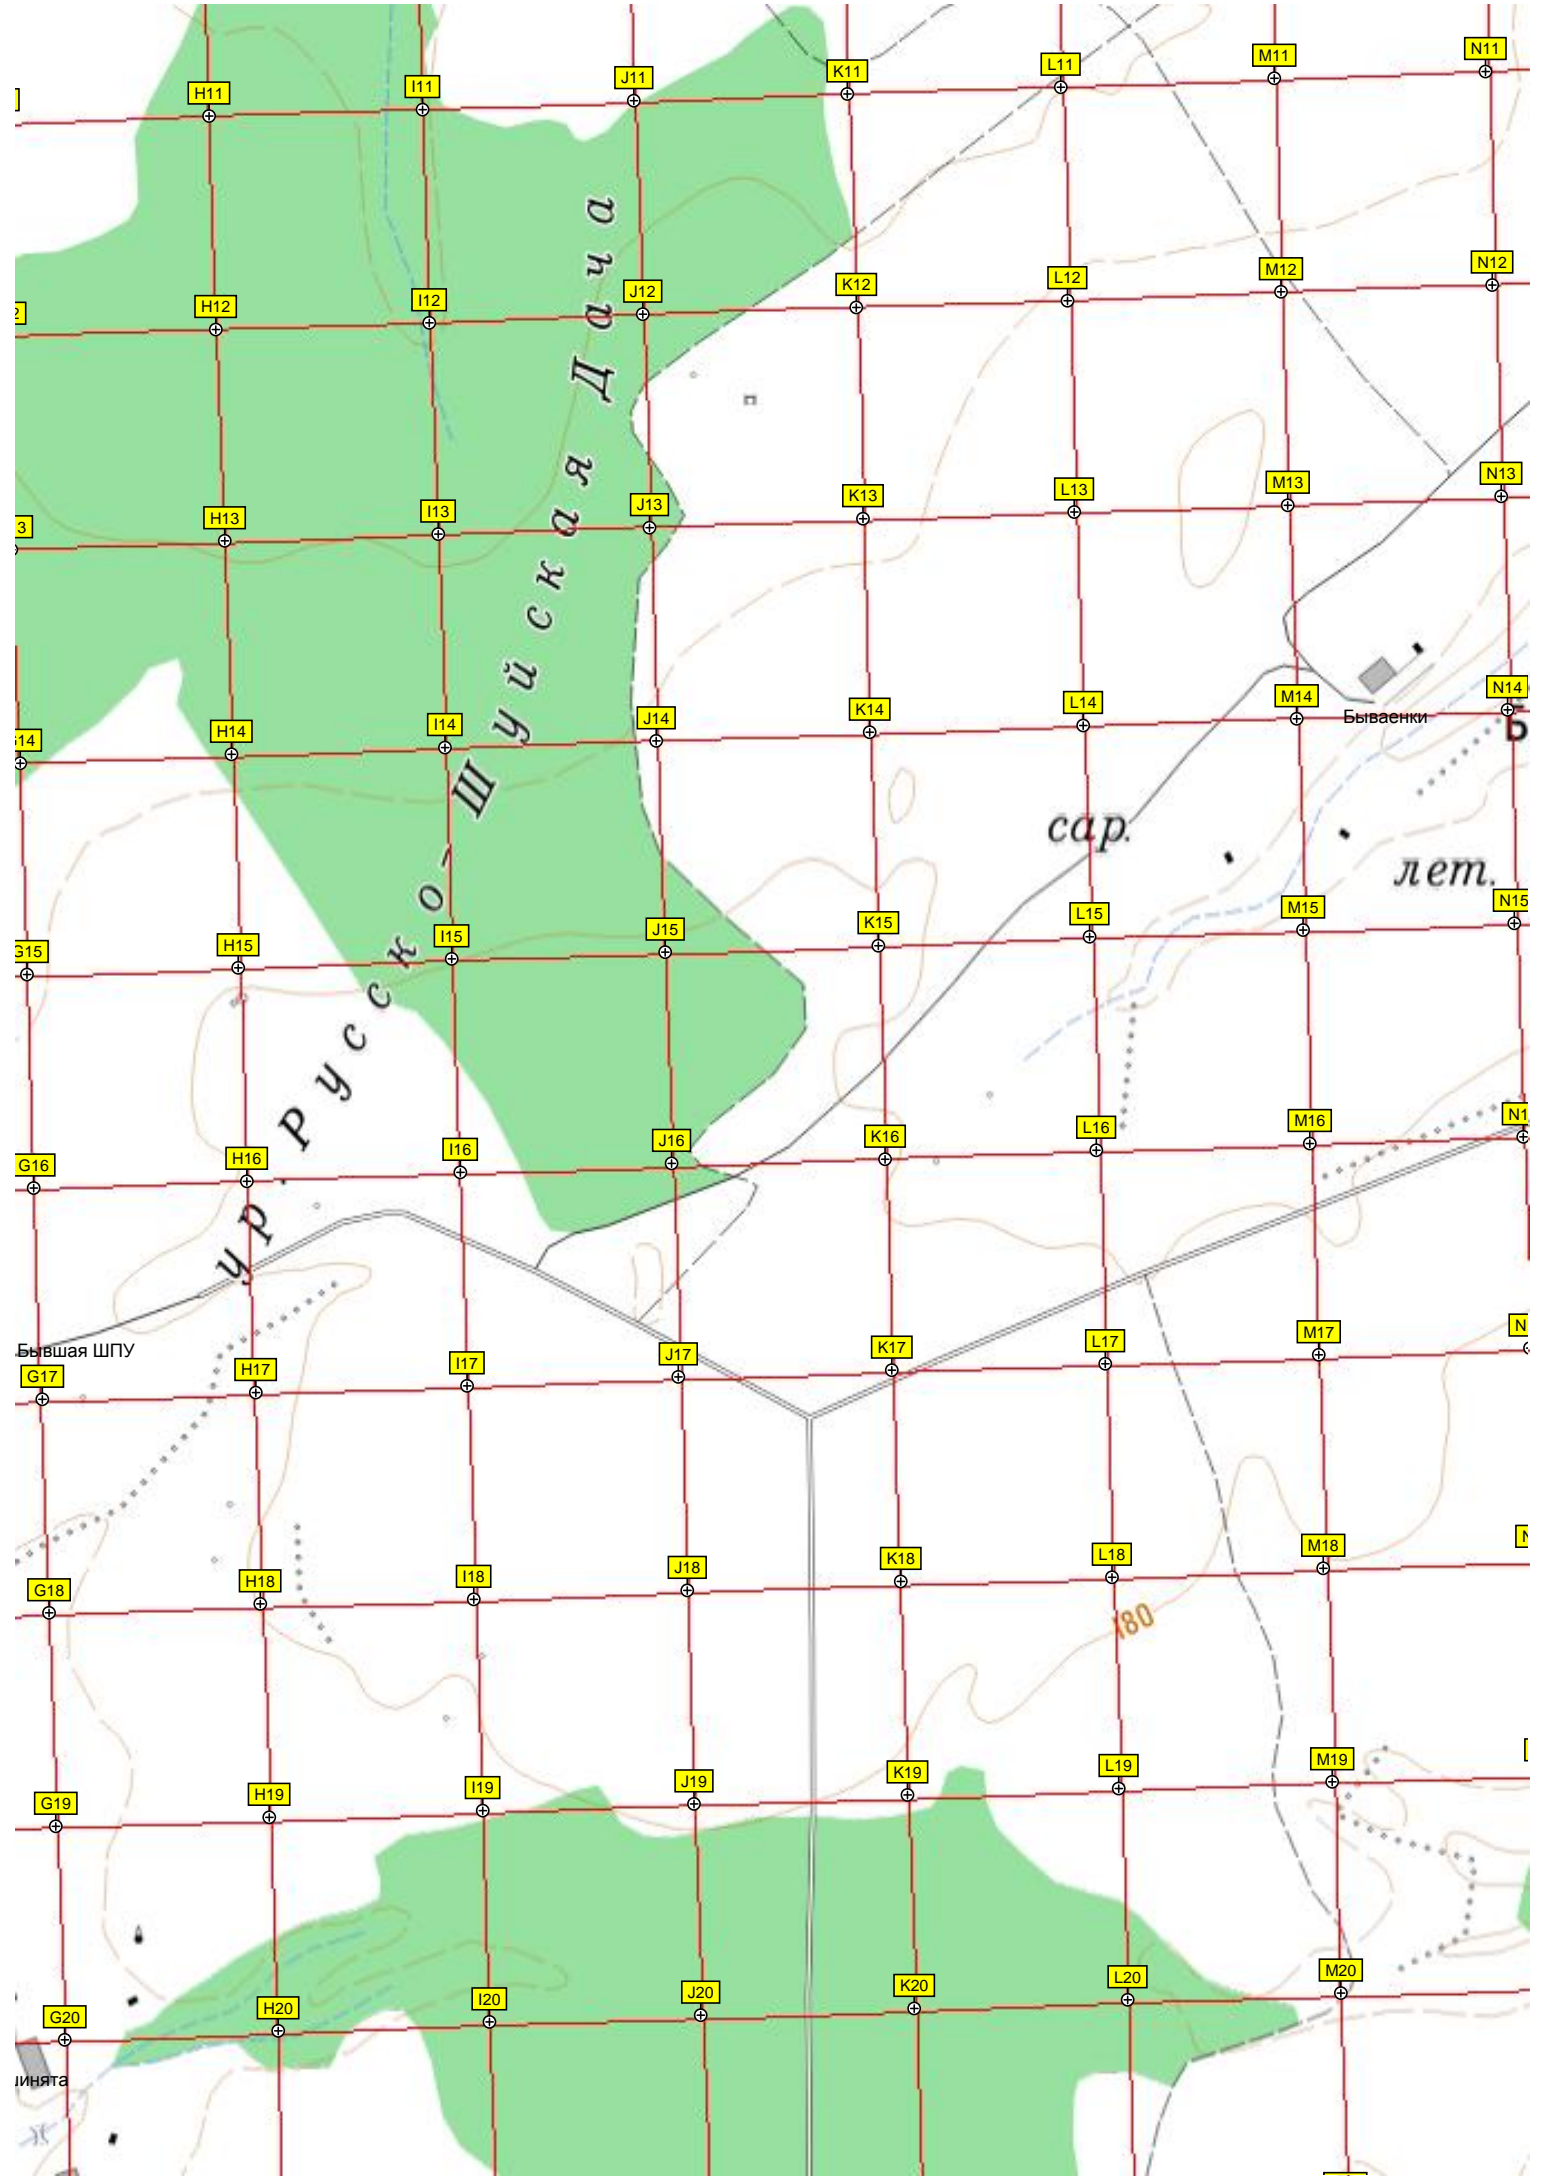 H11 I11 J11 K11 L11 M11 N11
H12 I12 J12 K12 L12 M12 N12
H13 I13 J13 K13 L13 M13 N13
H14 I14 J14 K14 L14 M14 N14
Бываенки
сар.
лет.
G15 H15 I15 J15 K15 L15 M15 N15
G16 H16 I16 J16 K16 L16 M16
ур. Русско-Шуйская Дача
Бывшая ШПУ
G17 H17 I17 J17 K17 L17 M17
G18 H18 I18 J18 K18 L18 M18
180
G19 H19 I19 J19 K19 L19 M19
G20 H20 I20 J20 K20 L20 M20